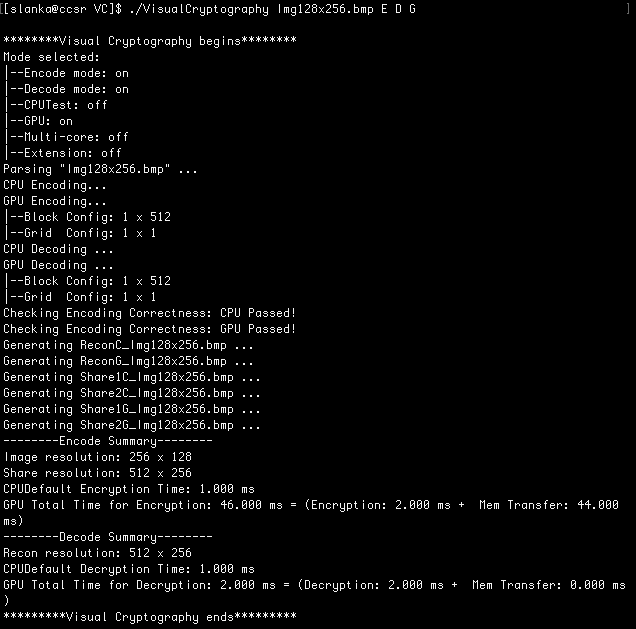 [[slanka@ccsr VC]$ ./VisualCryptography Img128x256.bmp E D G ]
********Visual Cryptography begins********
Mode selected:
|--Encode mode: on
|--Decode mode: on
|--CPUTest: off
|--GPU: on
|--Multi-core: off
|--Extension: off
Parsing "Img128x256.bmp" ...
CPU Encoding...
GPU Encoding...
|--Block Config: 1 x 512
|--Grid  Config: 1 x 1
CPU Decoding ...
GPU Decoding ...
|--Block Config: 1 x 512
|--Grid  Config: 1 x 1
Checking Encoding Correctness: CPU Passed!
Checking Encoding Correctness: GPU Passed!
Generating ReconC_Img128x256.bmp ...
Generating ReconG_Img128x256.bmp ...
Generating Share1C_Img128x256.bmp ...
Generating Share2C_Img128x256.bmp ...
Generating Share1G_Img128x256.bmp ...
Generating Share2G_Img128x256.bmp ...
--------Encode Summary--------
Image resolution: 256 x 128
Share resolution: 512 x 256
CPUDefault Encryption Time: 1.000 ms
GPU Total Time for Encryption: 46.000 ms = (Encryption: 2.000 ms +  Mem Transfer: 44.000
ms)
--------Decode Summary--------
Recon resolution: 512 x 256
CPUDefault Decryption Time: 1.000 ms
GPU Total Time for Decryption: 2.000 ms = (Decryption: 2.000 ms +  Mem Transfer: 0.000 ms
)
*********Visual Cryptography ends*********